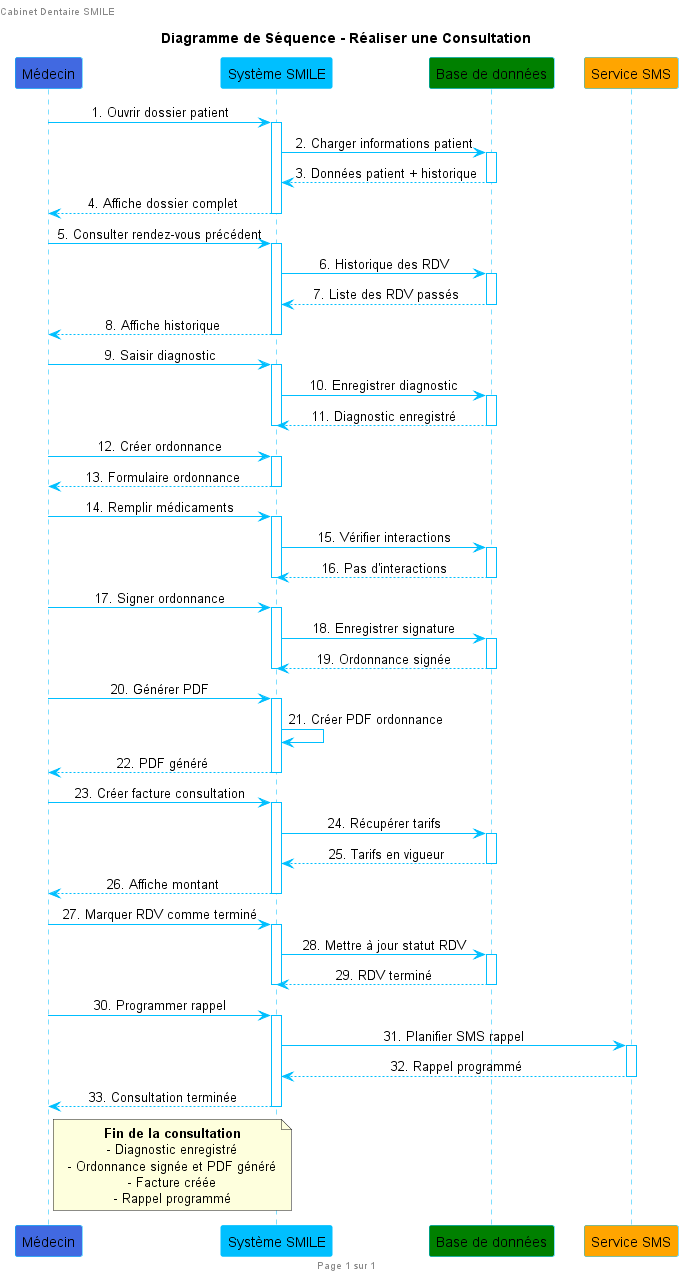 Cabinet Dentaire SMILE
Diagramme de Séquence - Réaliser une Consultation
Médecin
Système SMILE
Base de données
Service SMS
1. Ouvrir dossier patient
2. Charger informations patient
3. Données patient + historique
4. Affiche dossier complet
5. Consulter rendez-vous précédent
6. Historique des RDV
7. Liste des RDV passés
8. Affiche historique
9. Saisir diagnostic
10. Enregistrer diagnostic
11. Diagnostic enregistré
12. Créer ordonnance
13. Formulaire ordonnance
14. Remplir médicaments
15. Vérifier interactions
16. Pas d'interactions
17. Signer ordonnance
18. Enregistrer signature
19. Ordonnance signée
20. Générer PDF
21. Créer PDF ordonnance
22. PDF généré
23. Créer facture consultation
24. Récupérer tarifs
25. Tarifs en vigueur
26. Affiche montant
27. Marquer RDV comme terminé
28. Mettre à jour statut RDV
29. RDV terminé
30. Programmer rappel
31. Planifier SMS rappel
32. Rappel programmé
33. Consultation terminée
Fin de la consultation
- Diagnostic enregistré
- Ordonnance signée et PDF généré
- Facture créée
- Rappel programmé
Médecin
Système SMILE
Base de données
Service SMS
Page 1 sur 1